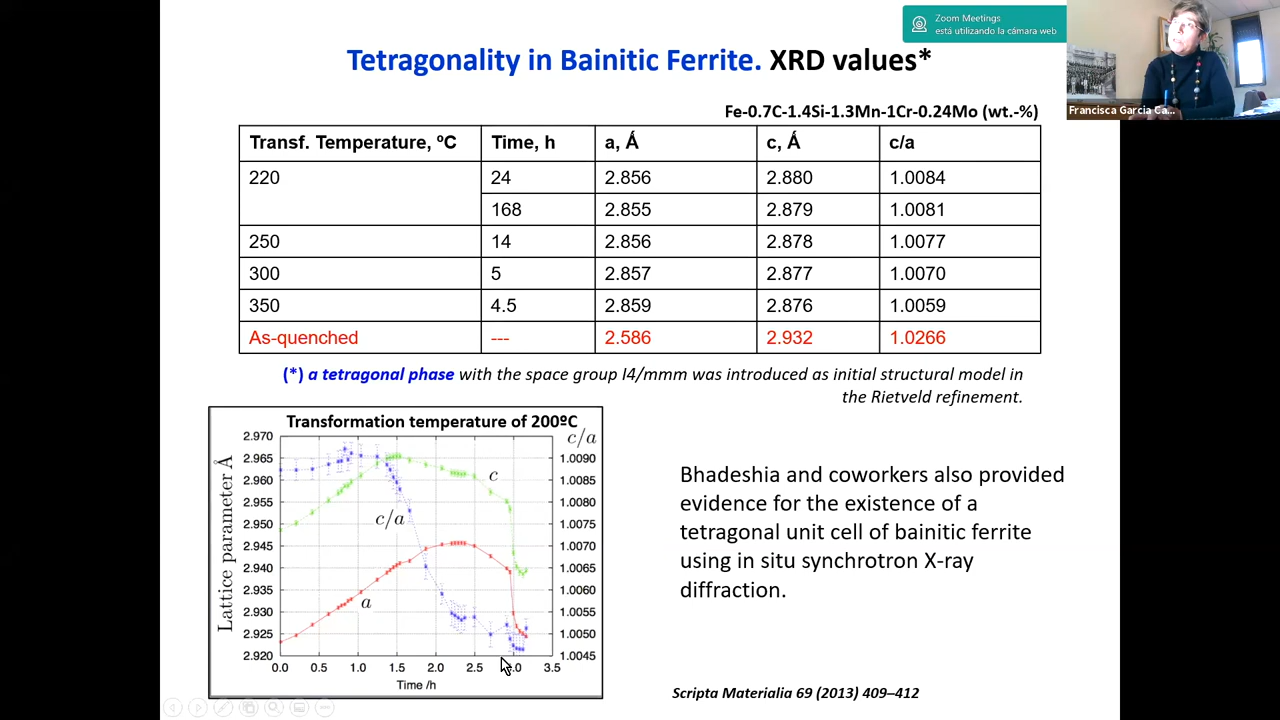 Zoom Meetings
está utilizando la cámara web
Francisca Garcia Ca...
Tetragonality in Bainitic Ferrite. XRD values*
Fe-0.7C-1.4Si-1.3Mn-1Cr-0.24Mo (wt.-%)
Transf. Temperature, ºC Time, h a, Á c, Á c/a
220 24 2.856 2.880 1.0084
168 2.855 2.879 1.0081
250 14 2.856 2.878 1.0077
300 5 2.857 2.877 1.0070
350 4.5 2.859 2.876 1.0059
As-quenched --- 2.586 2.932 1.0266
(*) a tetragonal phase with the space group I4/mmm was introduced as initial structural model in
the Rietveld refinement.
Transformation temperature of 200ºC
c/a
2.970
2.965 1.0090
2.960 1.0085
2.955 1.0080
2.950 1.0075
2.945 1.0070
2.940 1.0065
2.935 1.0060
2.930 1.0055
2.925 1.0050
2.920 1.0045
Lattice parameter Å
c
c/a
a
0.0 0.5 1.0 1.5 2.0 2.5 3.0 3.5
Time /h
Bhadeshia and coworkers also provided
evidence for the existence of a
tetragonal unit cell of bainitic ferrite
using in situ synchrotron X-ray
diffraction.
Scripta Materialia 69 (2013) 409–412